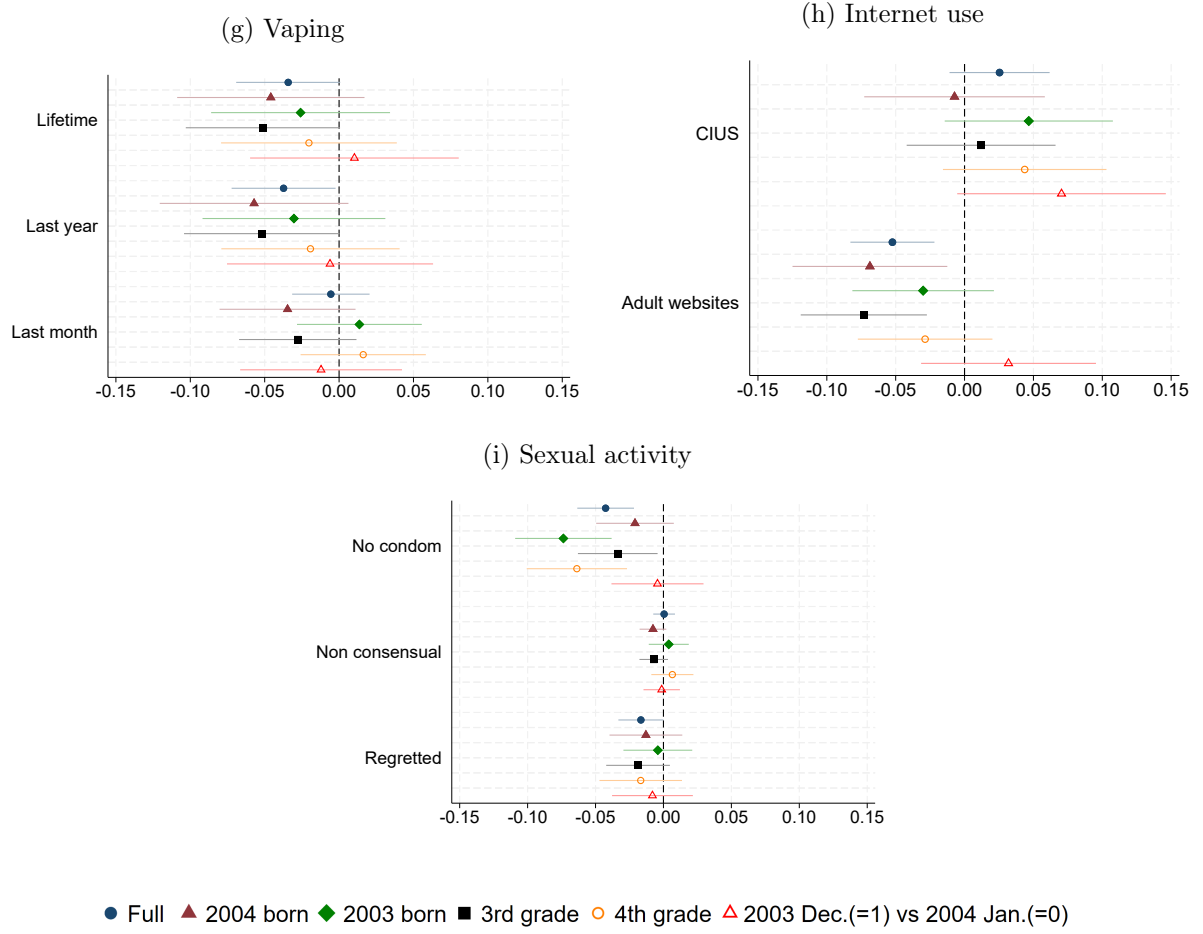 (g) Vaping
Lifetime
Last year
Last month
-0.15 -0.10 -0.05 0.00 0.05 0.10 0.15
(h) Internet use
CIUS
Adult websites
-0.15 -0.10 -0.05 0.00 0.05 0.10 0.15
(i) Sexual activity
No condom
Non consensual
Regretted
-0.15 -0.10 -0.05 0.00 0.05 0.10 0.15
Full 2004 born 2003 born 3rd grade 4th grade 2003 Dec.(=1) vs 2004 Jan.(=0)